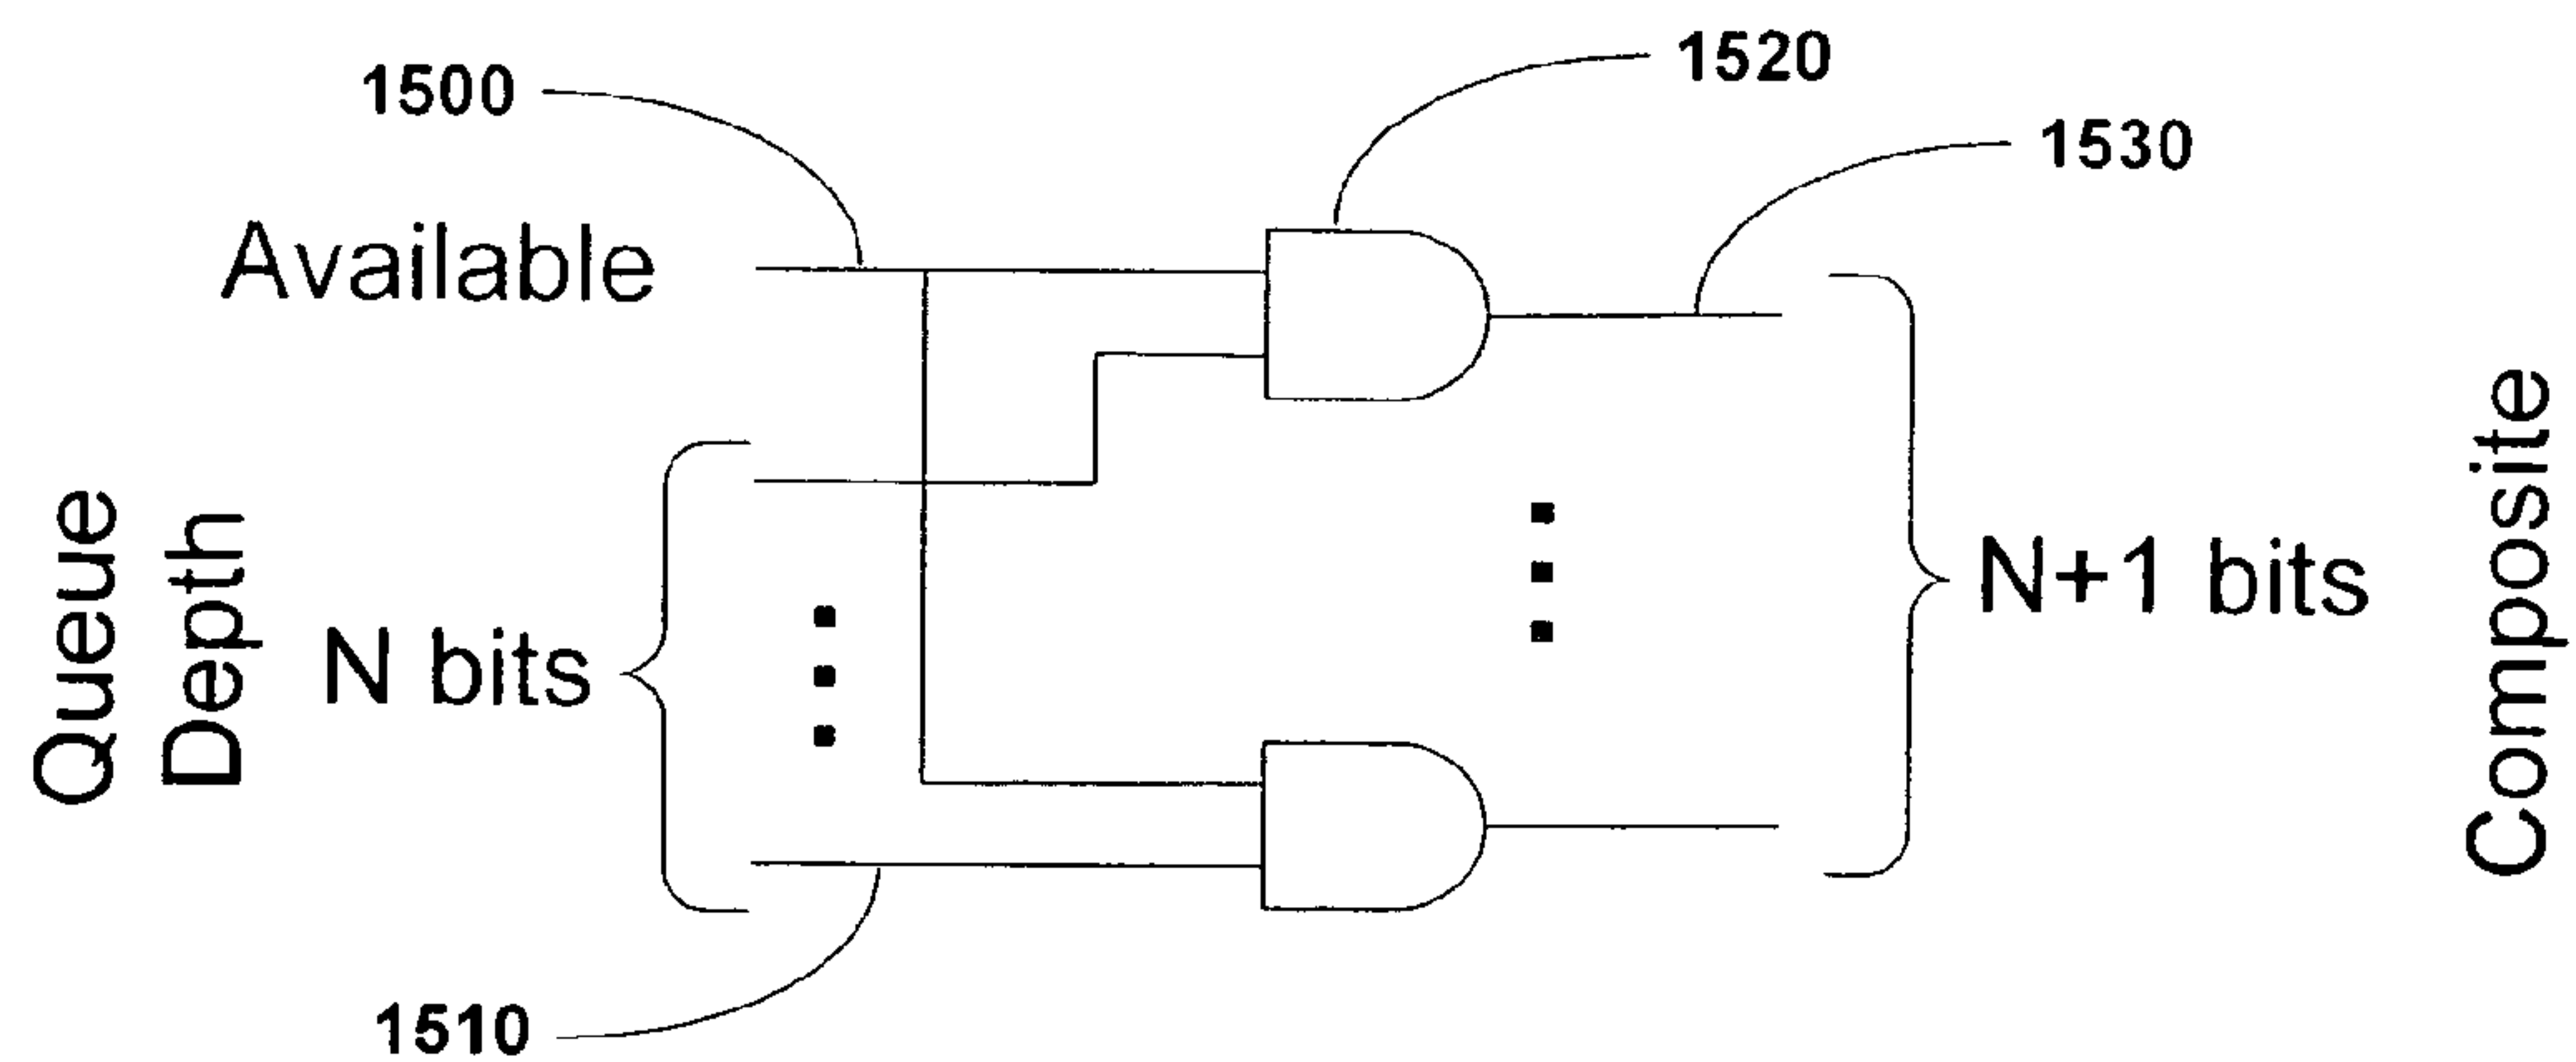 1500
1520
1530
Available
Queue
Depth
N bits
N+1 bits
Composite
1510